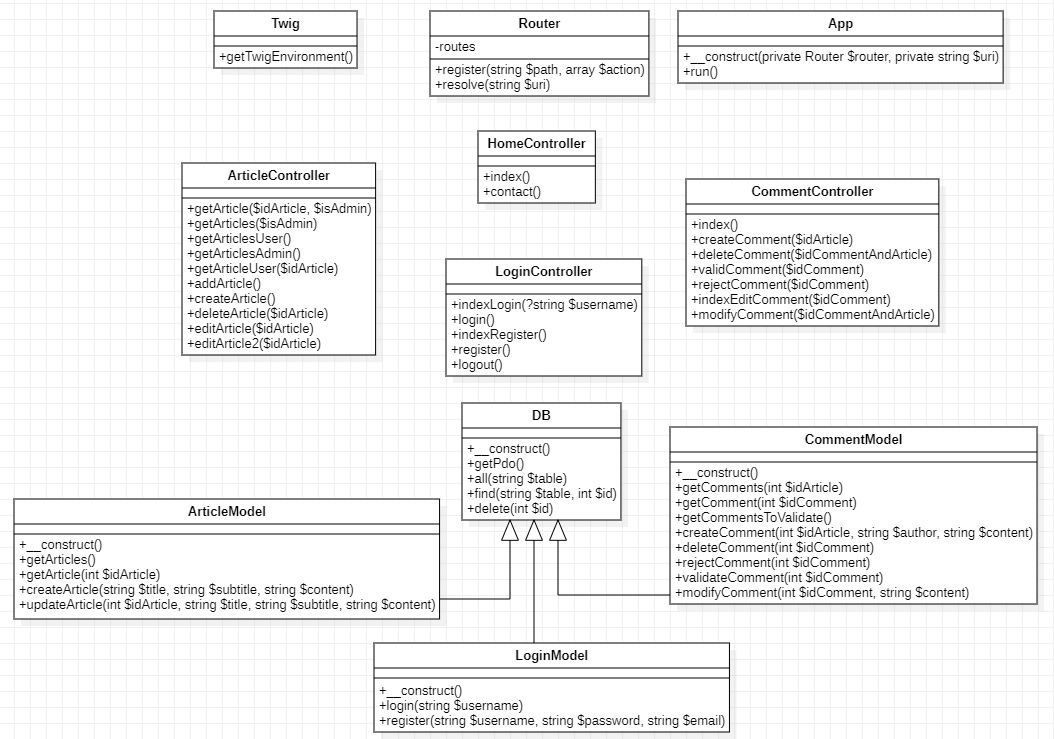 Twig
+getTwigEnvironment()
Router
-routes
+register(string $path, array $action)
+resolve(string $uri)
App
+__construct(private Router $router, private string $uri)
+run()
HomeController
+index()
+contact()
ArticleController
+getArticle($idArticle, $isAdmin)
+getArticles($isAdmin)
+getArticlesUser()
+getArticlesAdmin()
+getArticleUser($idArticle)
+addArticle()
+createArticle()
+deleteArticle($idArticle)
+editArticle($idArticle)
+editArticle2($idArticle)
CommentController
+index()
+createComment($idArticle)
+deleteComment($idCommentAndArticle)
+validComment($idComment)
+rejectComment($idComment)
+indexEditComment($idComment)
+modifyComment($idCommentAndArticle)
LoginController
+indexLogin(?string $username)
+login()
+indexRegister()
+register()
+logout()
DB
+__construct()
+getPdo()
+all(string $table)
+find(string $table, int $id)
+delete(int $id)
CommentModel
+__construct()
+getComments(int $idArticle)
+getComment(int $idComment)
+getCommentsToValidate()
+createComment(int $idArticle, string $author, string $content)
+deleteComment(int $idComment)
+rejectComment(int $idComment)
+validateComment(int $idComment)
+modifyComment(int $idComment, string $content)
ArticleModel
+__construct()
+getArticles()
+getArticle(int $idArticle)
+createArticle(string $title, string $subtitle, string $content)
+updateArticle(int $idArticle, string $title, string $subtitle, string $content)
LoginModel
+__construct()
+login(string $username)
+register(string $username, string $password, string $email)